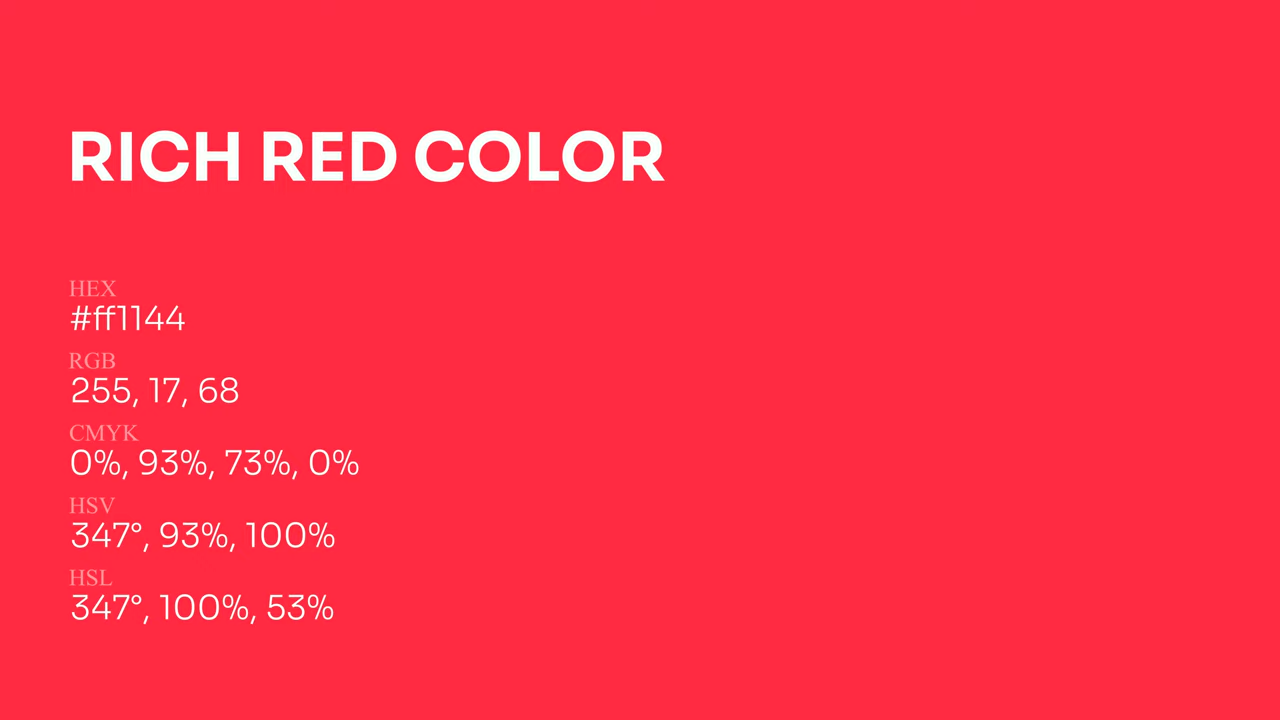 RICH RED COLOR
HEX
#ff1144
RGB
255, 17, 68
CMYK
0%, 93%, 73%, 0%
HSV
347°, 93%, 100%
HSL
347°, 100%, 53%